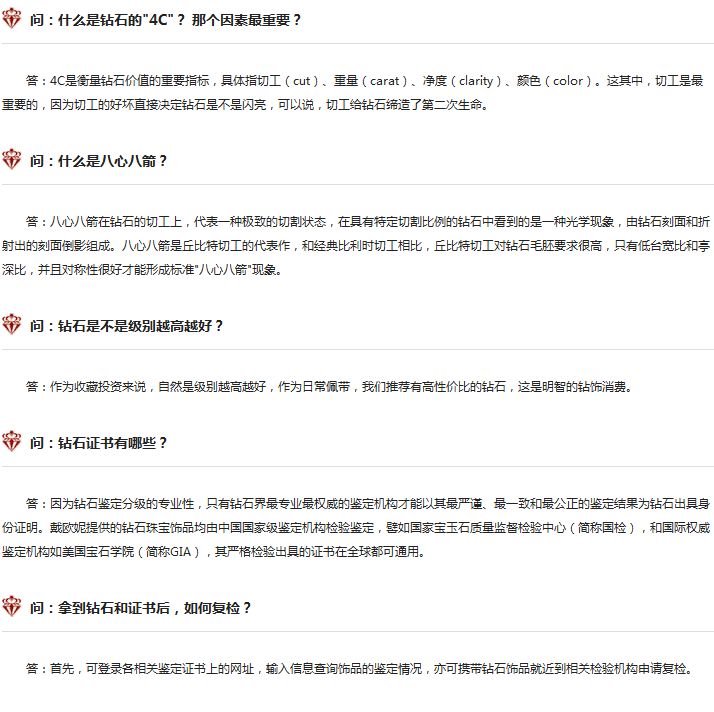 问：什么是钻石的"4C"？ 那个因素最重要？
答：4C是衡量钻石价值的重要指标，具体指切工（cut）、重量（carat）、净度（clarity）、颜色（color）。这其中，切工是最
重要的，因为切工的好坏直接决定钻石是不是闪亮，可以说，切工给钻石缔造了第二次生命。
问：什么是八心八箭？
答：八心八箭在钻石的切工上，代表一种极致的切割状态，在具有特定切割比例的钻石中看到的是一种光学现象，由钻石刻面和折
射出的刻面倒影组成。八心八箭是丘比特切工的代表作，和经典比利时切工相比，丘比特切工对钻石毛胚要求很高，只有低台宽比和亭
深比，并且对称性很好才能形成标准"八心八箭"现象。
问：钻石是不是级别越高越好？
答：作为收藏投资来说，自然是级别越高越好，作为日常佩带，我们推荐有高性价比的钻石，这是明智的钻饰消费。
问：钻石证书有哪些？
答：因为钻石鉴定分级的专业性，只有钻石界最专业最权威的鉴定机构才能以其最严谨、最一致和最公正的鉴定结果为钻石出具身
份证明。戴欧妮提供的钻石珠宝饰品均由中国国家级鉴定机构检验鉴定，譬如国家宝玉石质量监督检验中心（简称国检），和国际权威
鉴定机构如美国宝石学院（简称GIA），其严格检验出具的证书在全球都可通用。
问：拿到钻石和证书后，如何复检？
答：首先，可登录各相关鉴定证书上的网址，输入信息查询饰品的鉴定情况，亦可携带钻石饰品就近到相关检验机构申请复检。